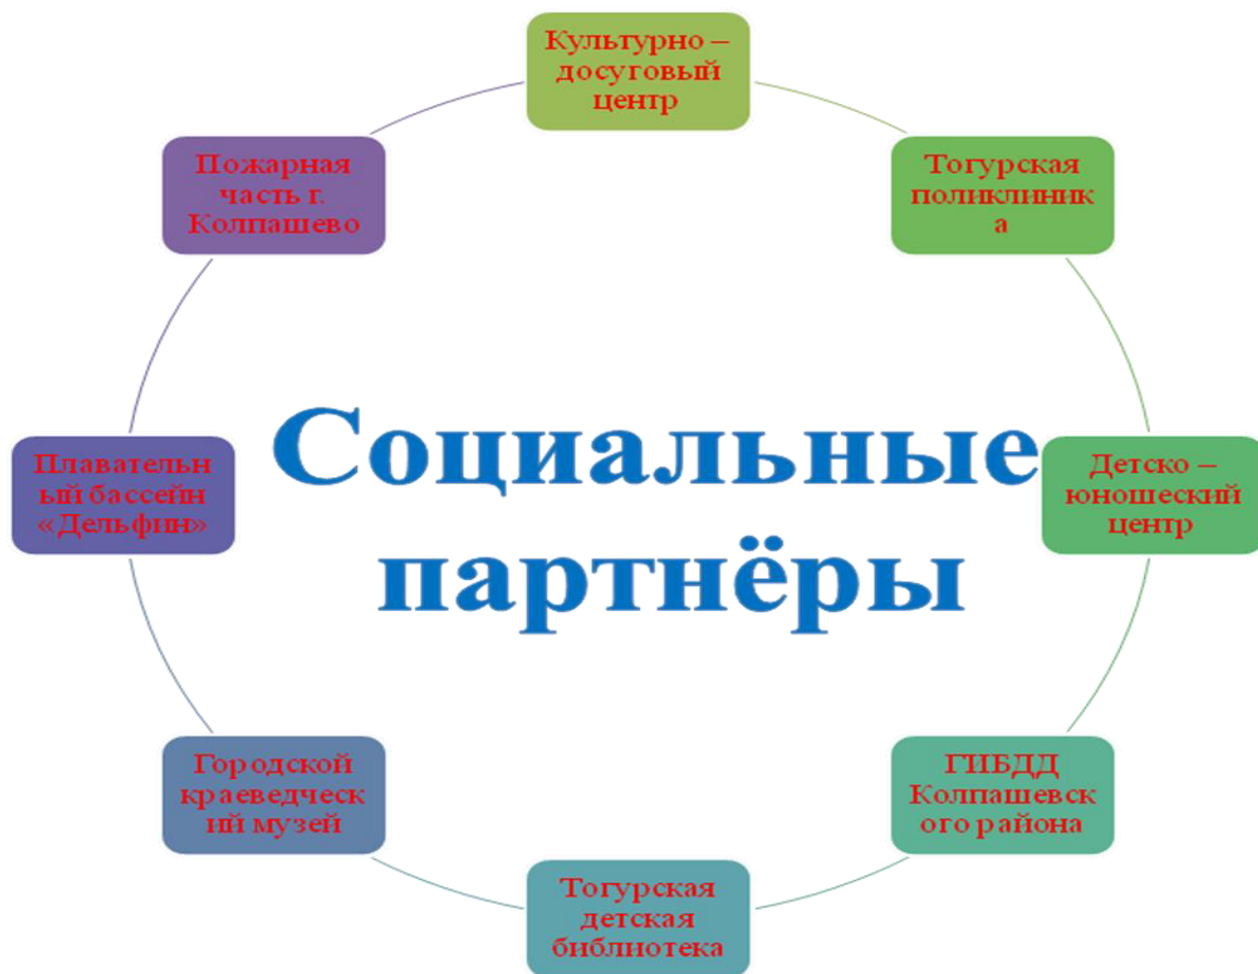 Культурно –
досуговый
центр
Тогурская
поликлиник
а
Детско –
юношеский
центр
ГИБДД
Колпашевск
ого района
Тогурская
детская
библиотека
Городской
краеведческ
ий музей
Плавательн
ый бассейн
«Дельфин»
Пожарная
часть г.
Колпашево
Социальные
партнёры